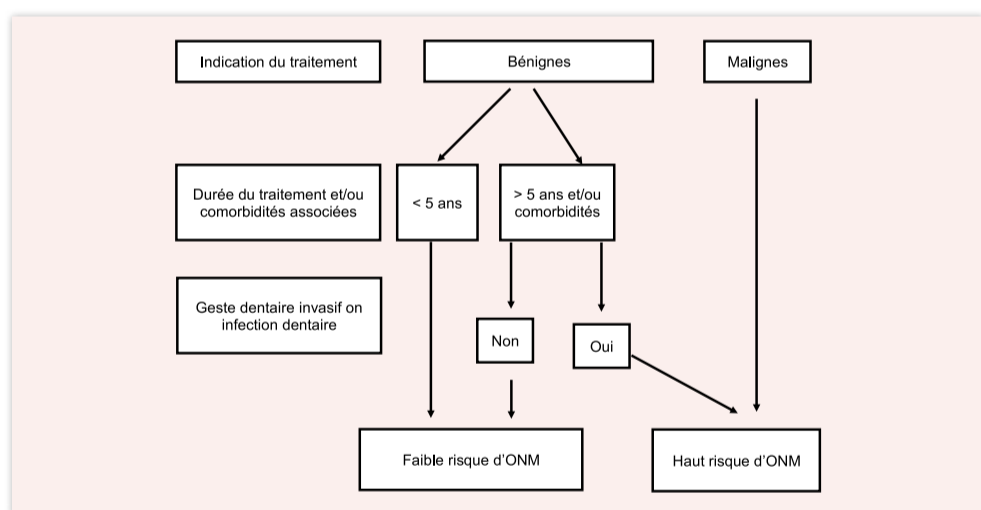 Indication du traitement
Bénignes
Malignes
Durée du traitement et/ou
comorbidités associées
< 5 ans
> 5 ans et/ou
comorbidités
Geste dentaire invasif on
infection dentaire
Non
Oui
Faible risque d'ONM
Haut risque d'ONM